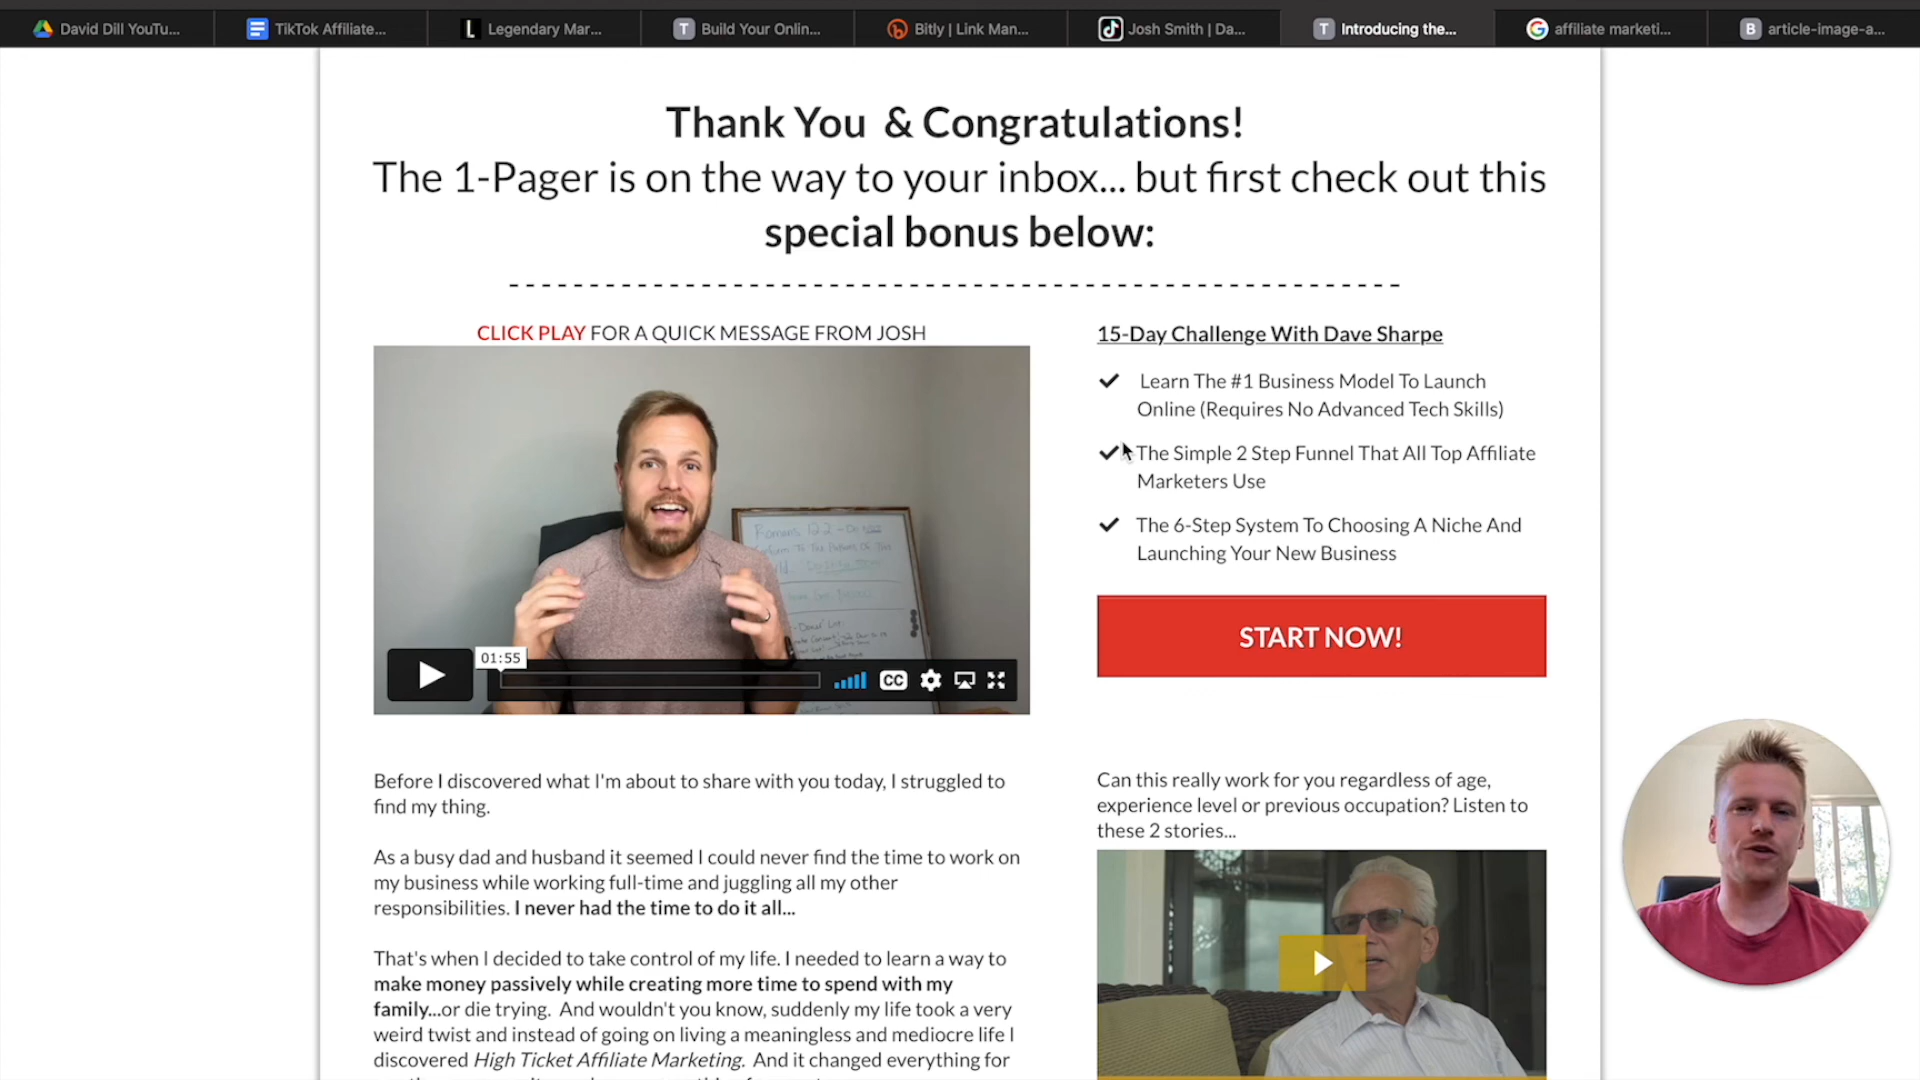 David Dill YouTu...
TikTok Affiliate...
Legendary Mar...
Build Your Onlin...
Bitly | Link Man...
Josh Smith | Da...
Introducing the...
affiliate marketi...
article-image-a...
Thank You & Congratulations!
The 1-Pager is on the way to your inbox... but first check out this
special bonus below:
CLICK PLAY FOR A QUICK MESSAGE FROM JOSH
01:55
CC
15-Day Challenge With Dave Sharpe
Learn The #1 Business Model To Launch
Online (Requires No Advanced Tech Skills)
The Simple 2 Step Funnel That All Top Affiliate
Marketers Use
The 6-Step System To Choosing A Niche And
Launching Your New Business
START NOW!
Before I discovered what I'm about to share with you today, I struggled to
find my thing.
As a busy dad and husband it seemed I could never find the time to work on
my business while working full-time and juggling all my other
responsibilities. I never had the time to do it all...
That's when I decided to take control of my life. I needed to learn a way to
make money passively while creating more time to spend with my
family...or die trying. And wouldn't you know, suddenly my life took a very
weird twist and instead of going on living a meaningless and mediocre life I
discovered High Ticket Affiliate Marketing. And it changed everything for
Can this really work for you regardless of age,
experience level or previous occupation? Listen to
these 2 stories...